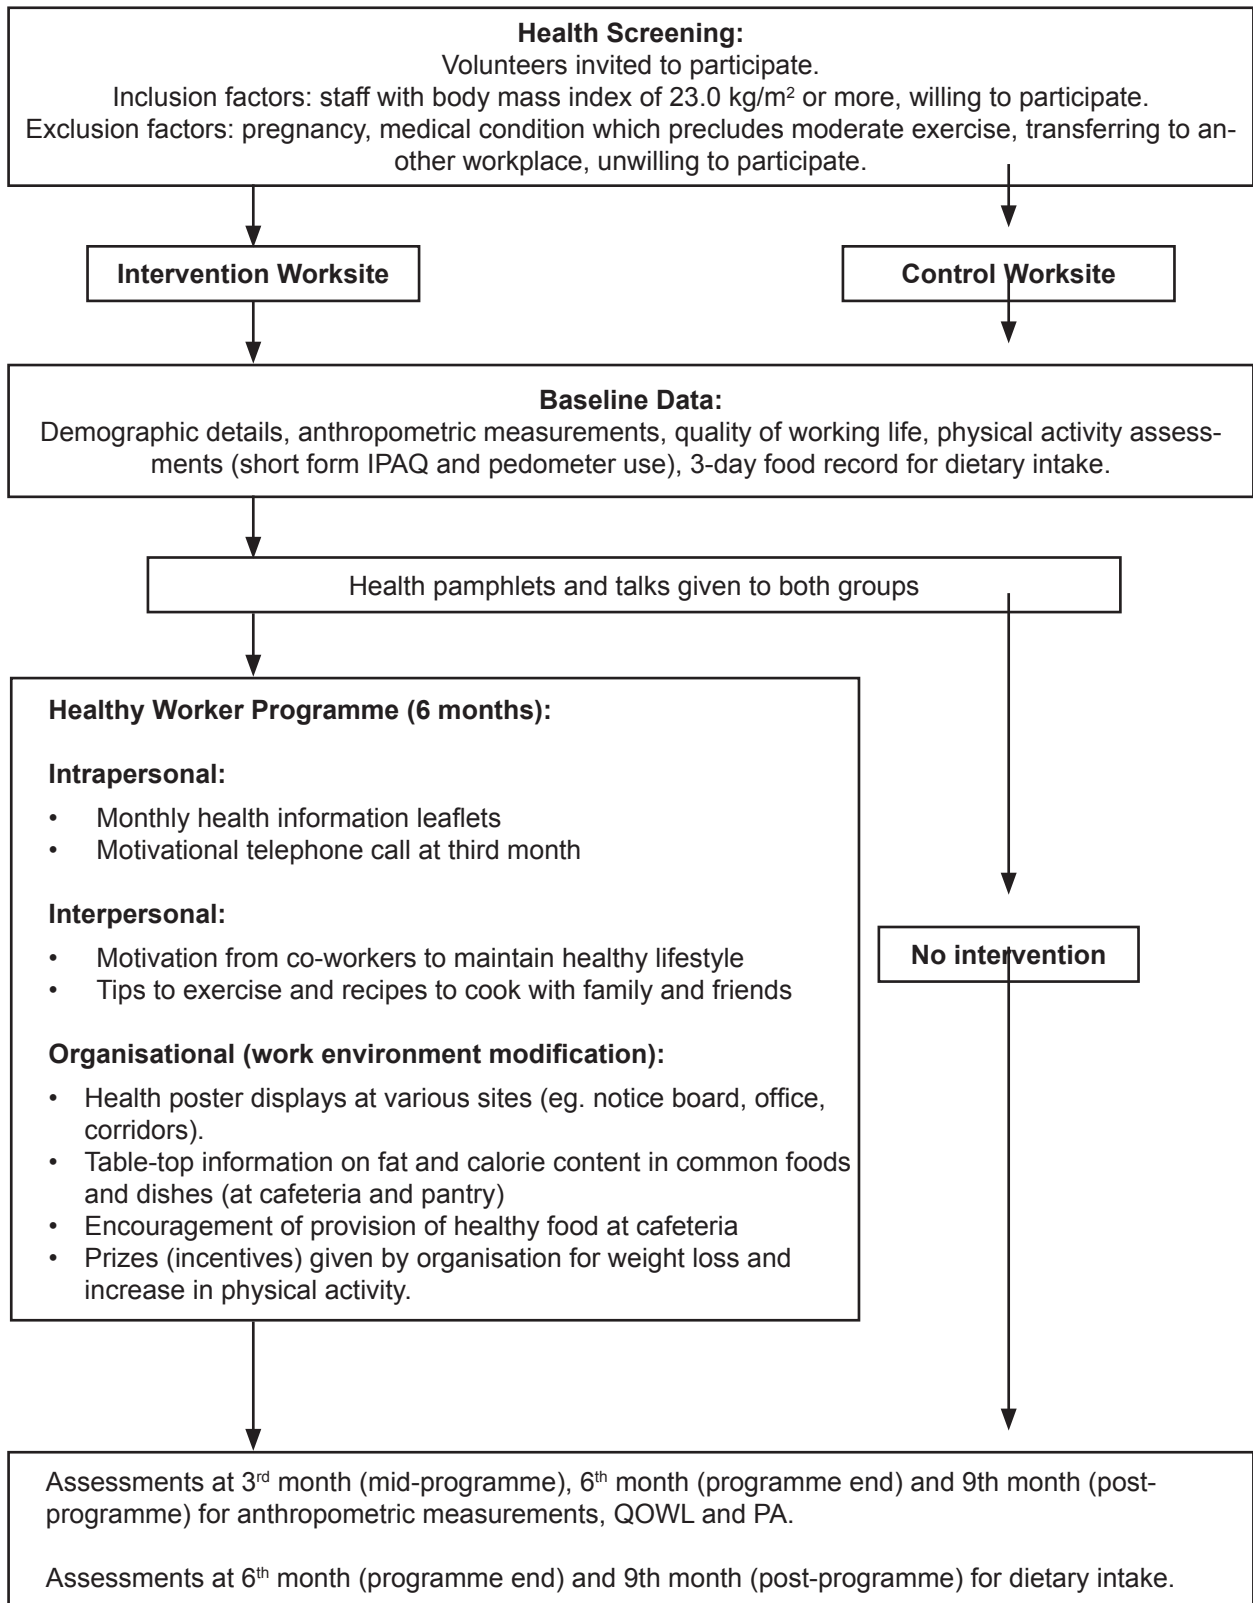 Health Screening:
Volunteers invited to participate.
Inclusion factors: staff with body mass index of 23.0 kg/m² or more, willing to participate.
Exclusion factors: pregnancy, medical condition which precludes moderate exercise, transferring to an-
other workplace, unwilling to participate.
Intervention Worksite
Control Worksite
Baseline Data:
Demographic details, anthropometric measurements, quality of working life, physical activity assess-
ments (short form IPAQ and pedometer use), 3-day food record for dietary intake.
Health pamphlets and talks given to both groups
Healthy Worker Programme (6 months):
Intrapersonal:
• Monthly health information leaflets
• Motivational telephone call at third month
Interpersonal:
• Motivation from co-workers to maintain healthy lifestyle
• Tips to exercise and recipes to cook with family and friends
Organisational (work environment modification):
• Health poster displays at various sites (eg. notice board, office,
corridors).
• Table-top information on fat and calorie content in common foods
and dishes (at cafeteria and pantry)
• Encouragement of provision of healthy food at cafeteria
• Prizes (incentives) given by organisation for weight loss and
increase in physical activity.
No intervention
Assessments at 3rd month (mid-programme), 6th month (programme end) and 9th month (post-
programme) for anthropometric measurements, QOWL and PA.
Assessments at 6th month (programme end) and 9th month (post-programme) for dietary intake.